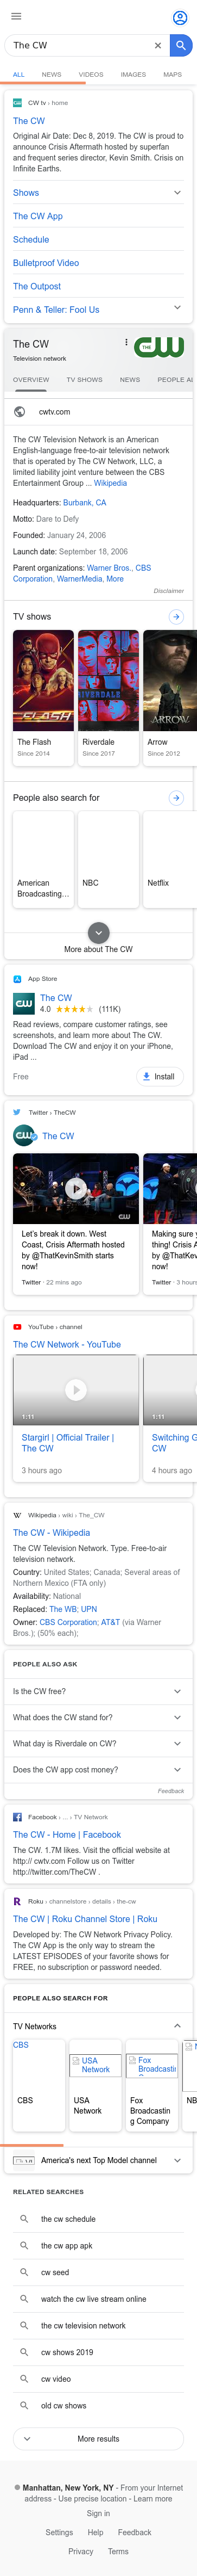 The CW
ALL NEWS VIDEOS IMAGES MAPS
CW tv › home
The CW
Original Air Date: Dec 8, 2019. The CW is proud to
announce Crisis Aftermath hosted by superfan
and frequent series director, Kevin Smith. Crisis on
Infinite Earths.
Shows
The CW App
Schedule
Bulletproof Video
The Outpost
Penn & Teller: Fool Us
The CW
Television network
THE CW
OVERVIEW TV SHOWS NEWS PEOPLE AL
cwtv.com
The CW Television Network is an American
English-language free-to-air television network
that is operated by The CW Network, LLC, a
limited liability joint venture between the CBS
Entertainment Group ... Wikipedia
Headquarters: Burbank, CA
Motto: Dare to Defy
Founded: January 24, 2006
Launch date: September 18, 2006
Parent organizations: Warner Bros., CBS
Corporation, WarnerMedia, More
Disclaimer
TV shows
THE FLASH RIVERDALE ARROW
The Flash Riverdale Arrow
Since 2014 Since 2017 Since 2012
People also search for
American
Broadcasting... NBC Netflix
More about The CW
App Store
The CW
4.0 ★★★★★ (111K)
Read reviews, compare customer ratings, see
screenshots, and learn more about The CW.
Download The CW and enjoy it on your iPhone,
iPad ...
Free Install
Twitter › TheCW
The CW
Let's break it down. West
Coast, Crisis Aftermath hosted
by @ThatKevinSmith starts
now!
Twitter · 22 mins ago
Making sure
thing! Crisis A
by @ThatKev
now!
Twitter · 3 hours
YouTube › channel
The CW Network - YouTube
1:11 1:11
Stargirl | Official Trailer |
The CW
3 hours ago
Switching G
CW
4 hours ago
Wikipedia › wiki › The_CW
The CW - Wikipedia
The CW Television Network. Type. Free-to-air
television network.
Country: United States; Canada; Several areas of
Northern Mexico (FTA only)
Availability: National
Replaced: The WB; UPN
Owner: CBS Corporation; AT&T (via Warner
Bros.); (50% each);
PEOPLE ALSO ASK
Is the CW free?
What does the CW stand for?
What day is Riverdale on CW?
Does the CW app cost money?
Feedback
Facebook › ... › TV Network
The CW - Home | Facebook
The CW. 1.7M likes. Visit the official website at
http:// cwtv.com Follow us on Twitter
http://twitter.com/TheCW .
Roku › channelstore › details › the-cw
The CW | Roku Channel Store | Roku
Developed by: The CW Network Privacy Policy.
The CW App is the only way to stream the
LATEST EPISODES of your favorite shows for
FREE, no subscription or password needed.
PEOPLE ALSO SEARCH FOR
TV Networks
CBS USA
Network Fox
Broadcastin
CBS USA
Network Fox
Broadcastin
g Company NB
America's next Top Model channel
RELATED SEARCHES
the cw schedule
the cw app apk
cw seed
watch the cw live stream online
the cw television network
cw shows 2019
cw video
old cw shows
More results
Manhattan, New York, NY - From your Internet
address - Use precise location - Learn more
Sign in
Settings Help Feedback
Privacy Terms